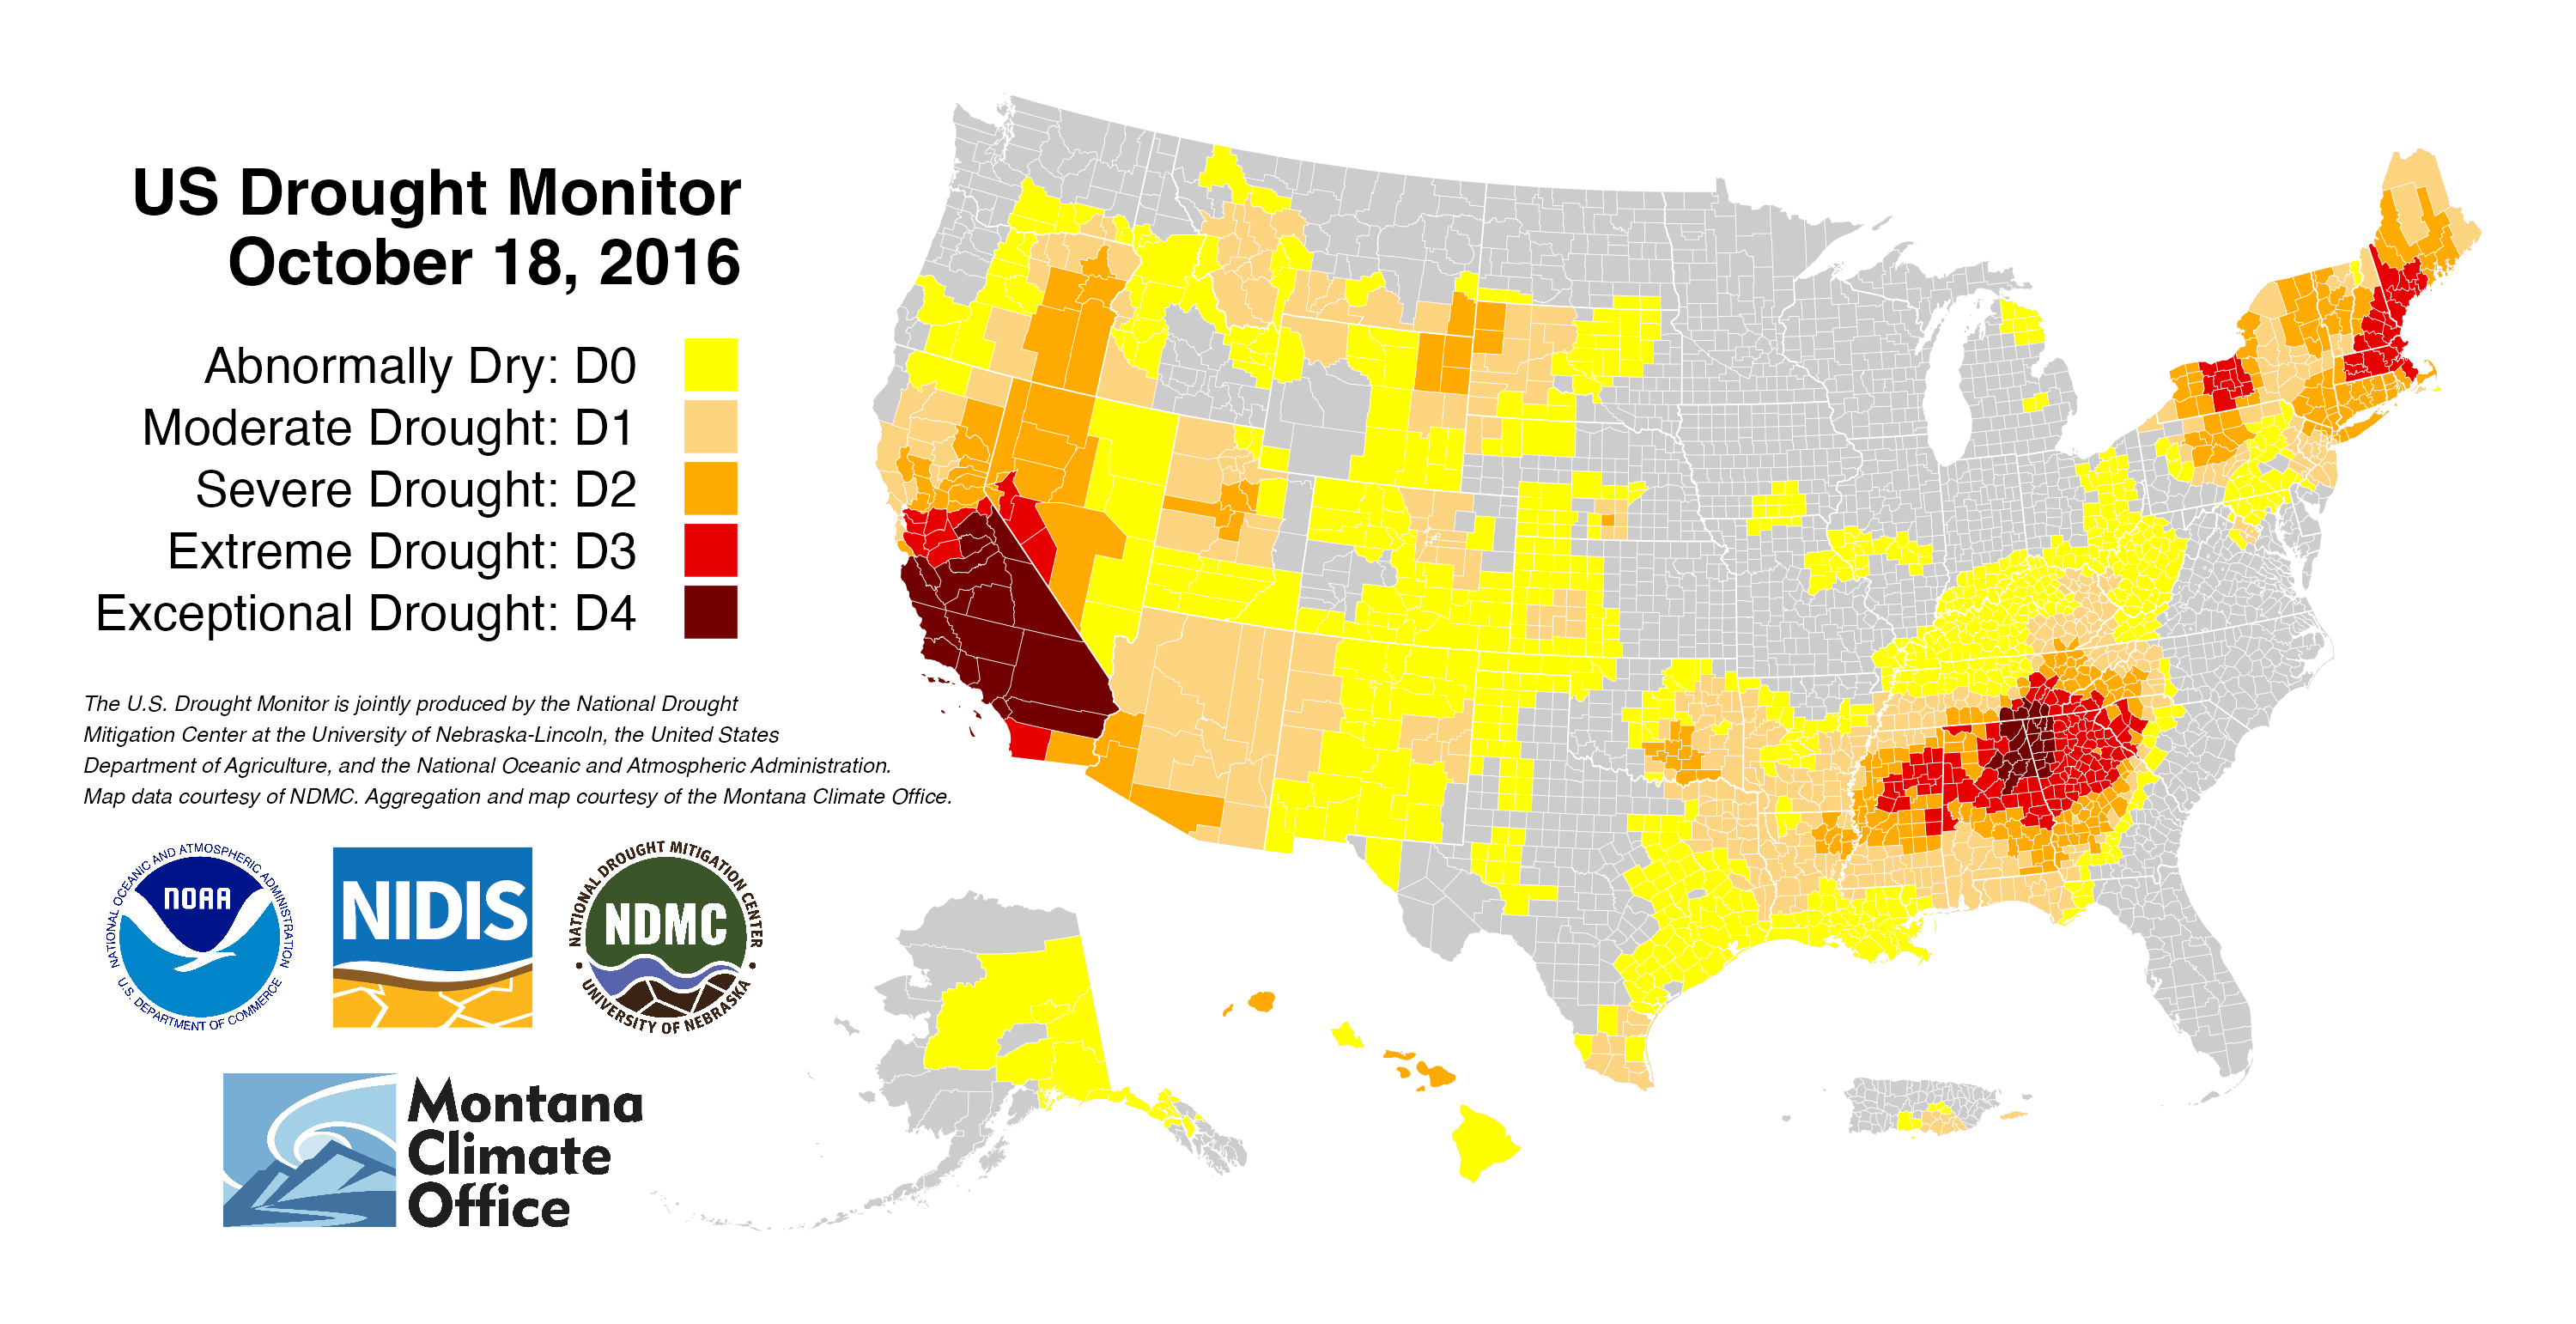 US Drought Monitor
October 18, 2016
Abnormally Dry: D0
Moderate Drought: D1
Severe Drought: D2
Extreme Drought: D3
Exceptional Drought: D4
The U.S. Drought Monitor is jointly produced by the National Drought
Mitigation Center at the University of Nebraska-Lincoln, the United States
Department of Agriculture, and the National Oceanic and Atmospheric Administration.
Map data courtesy of NDMC. Aggregation and map courtesy of the Montana Climate Office.
NATIONAL OCEANIC AND ATMOSPHERIC ADMINISTRATION
NOAA
U.S. DEPARTMENT OF COMMERCE
NIDIS
NATIONAL DROUGHT MITIGATION CENTER
NDMC
• UNIVERSITY OF NEBRASKA •
Montana
Climate
Office